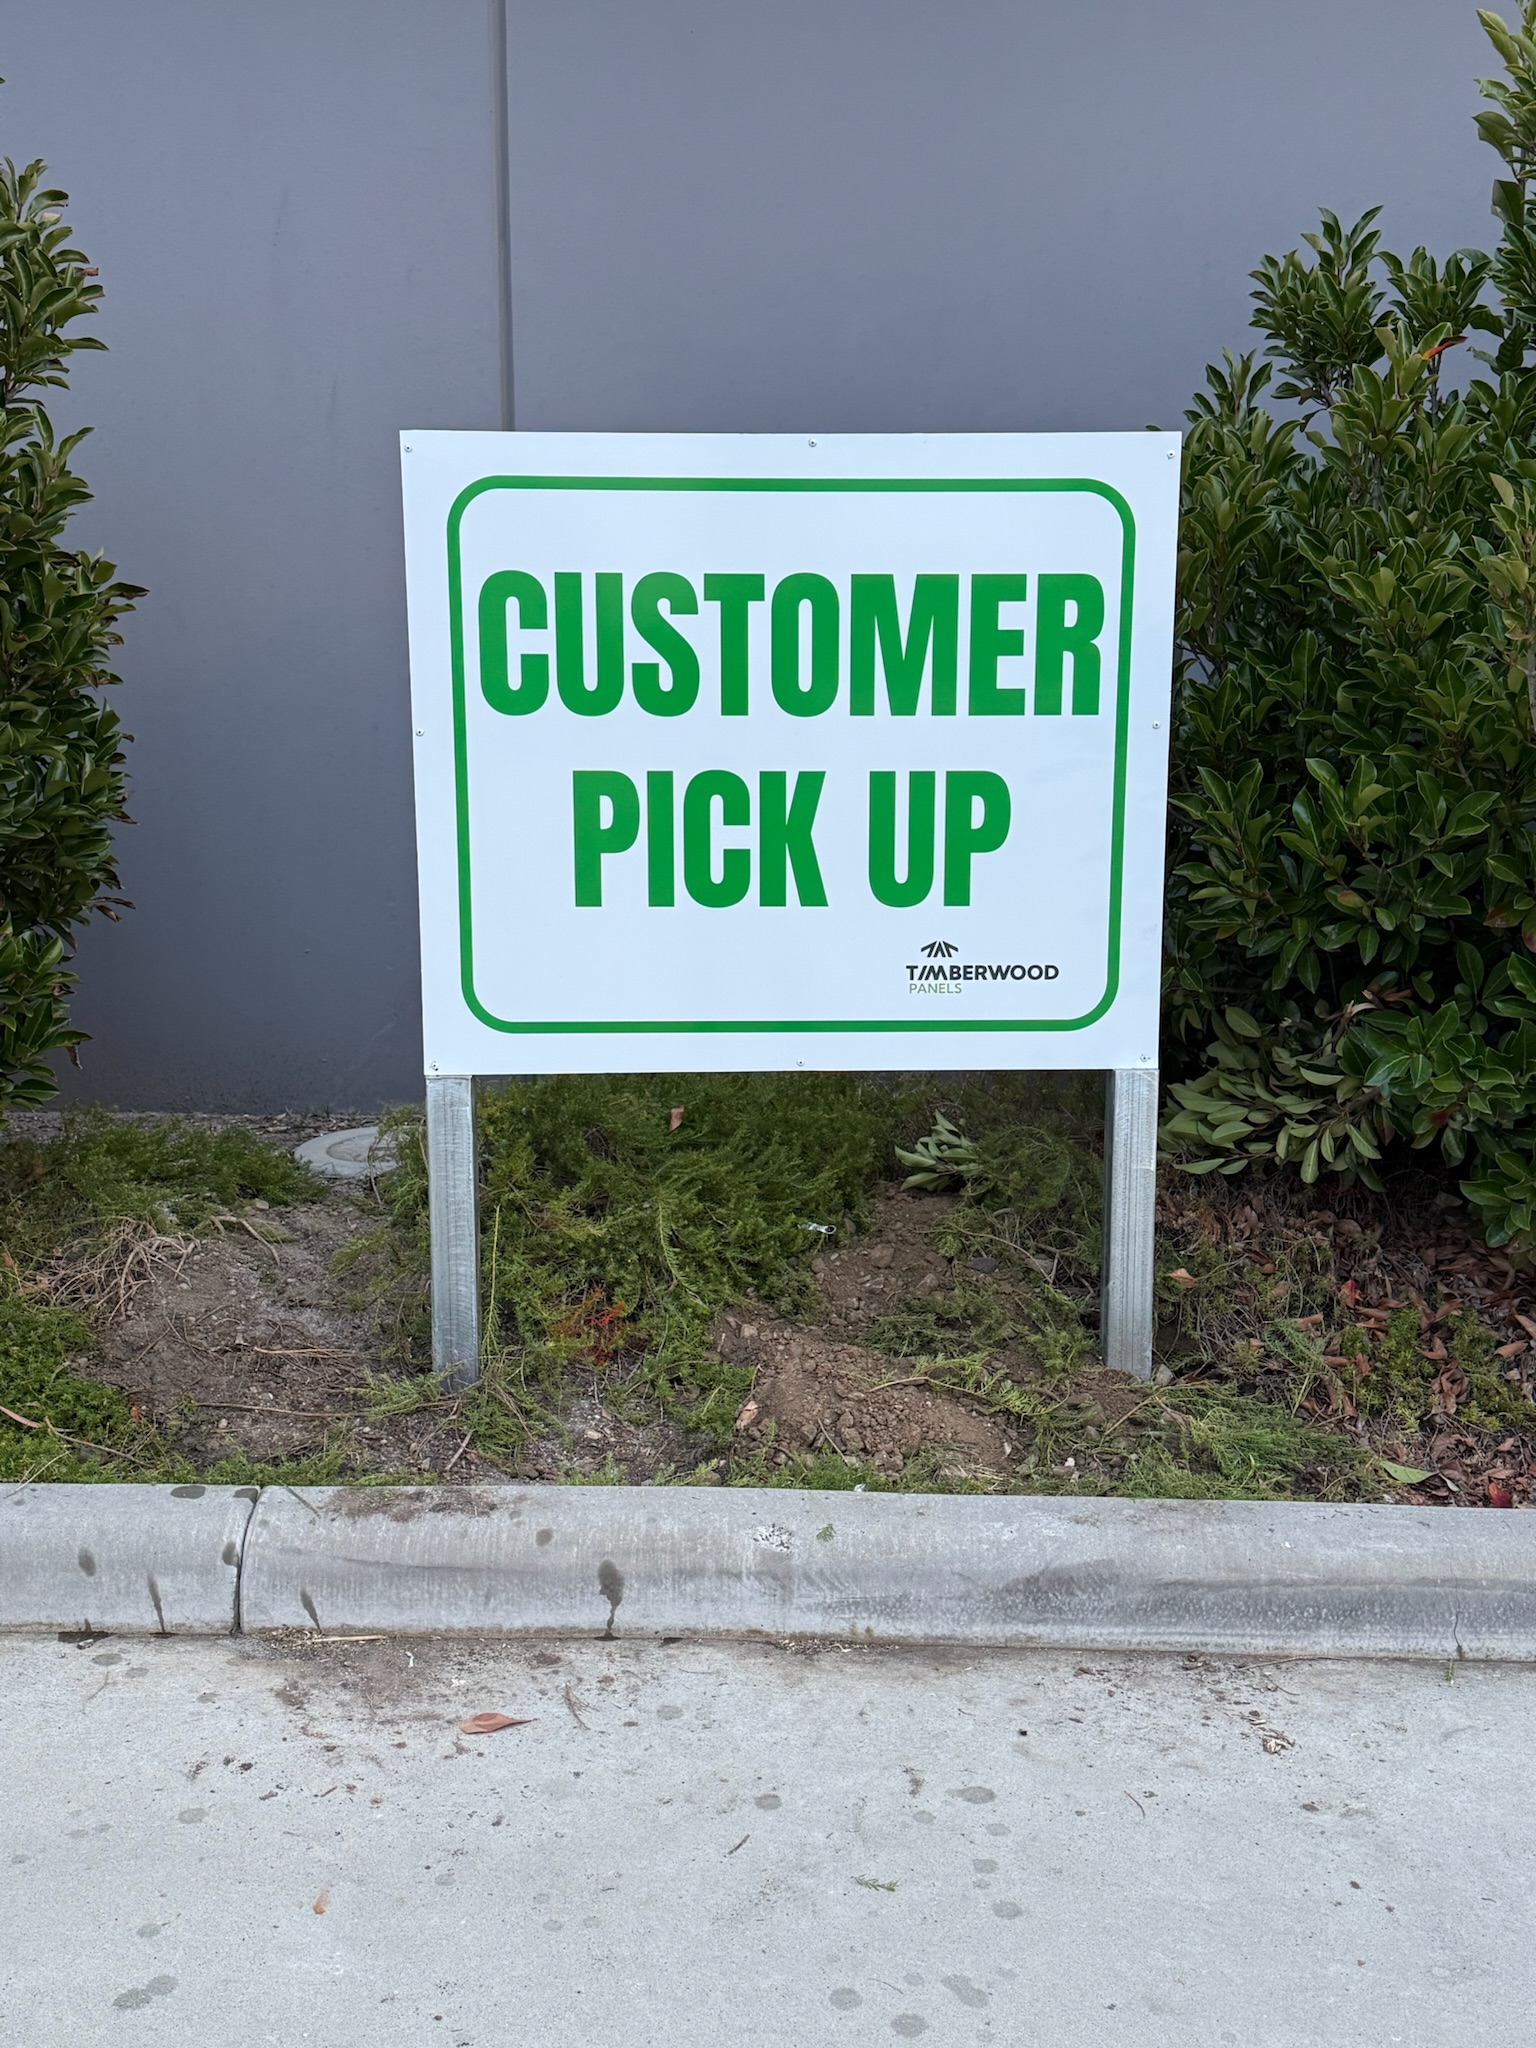 CUSTOMER
PICK UP
TIMBERWOOD
PANELS